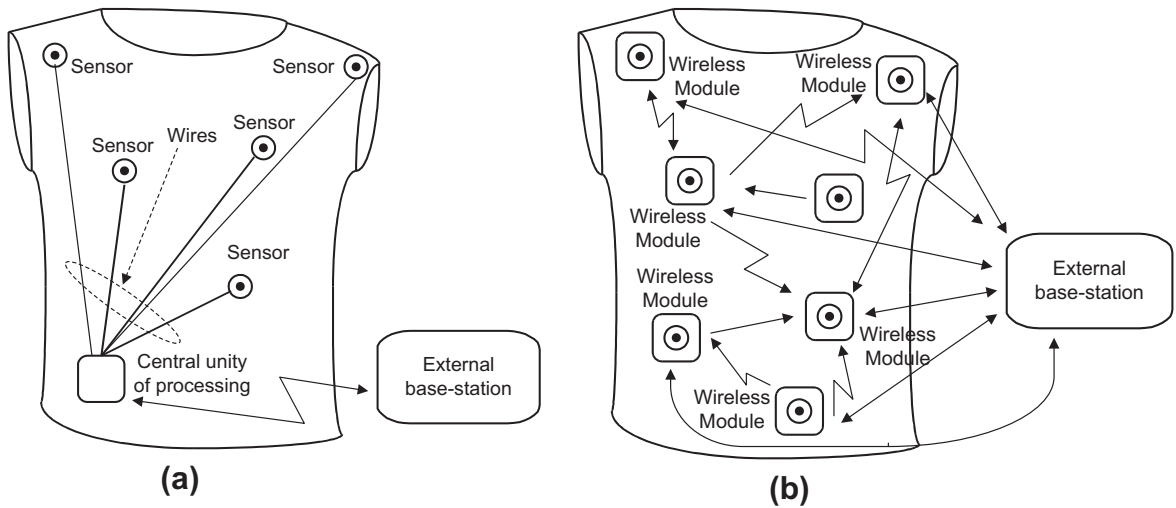 Sensor
Sensor
Sensor
Wires
Sensor
Sensor
Central unity
of processing
External
base-station
(a)
Wireless
Module
Wireless
Module
Wireless
Module
Wireless
Module
Wireless
Module
Wireless
Module
External
base-station
(b)